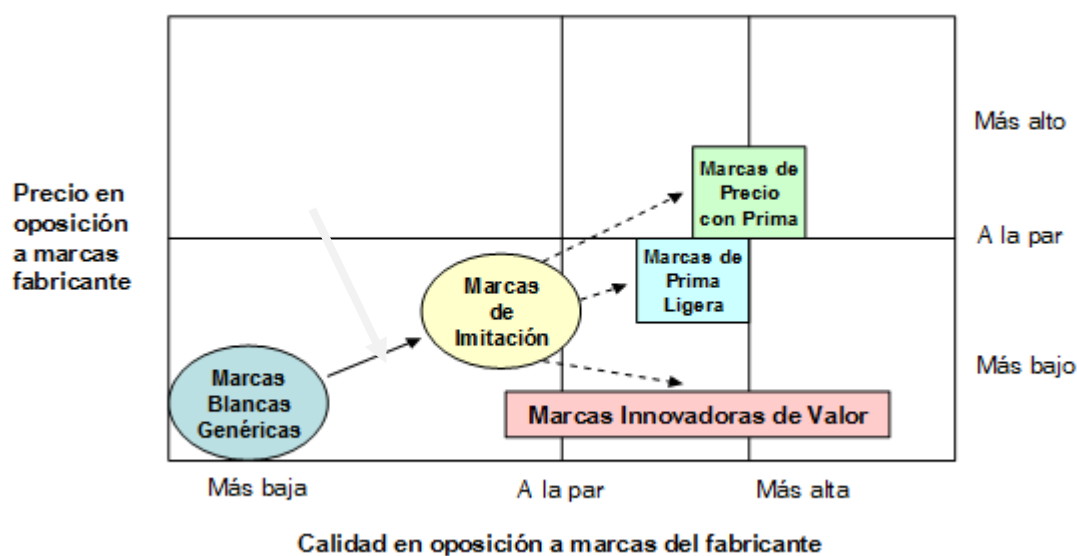 Más alto
Marcas de
Precio
con Prima
Precio en
oposición
a marcas
fabricante
A la par
Marcas de
Prima
Ligera
Marcas
de
Imitación
Más bajo
Marcas
Blancas
Genéricas
Marcas Innovadoras de Valor
Más baja
A la par
Más alta
Calidad en oposición a marcas del fabricante